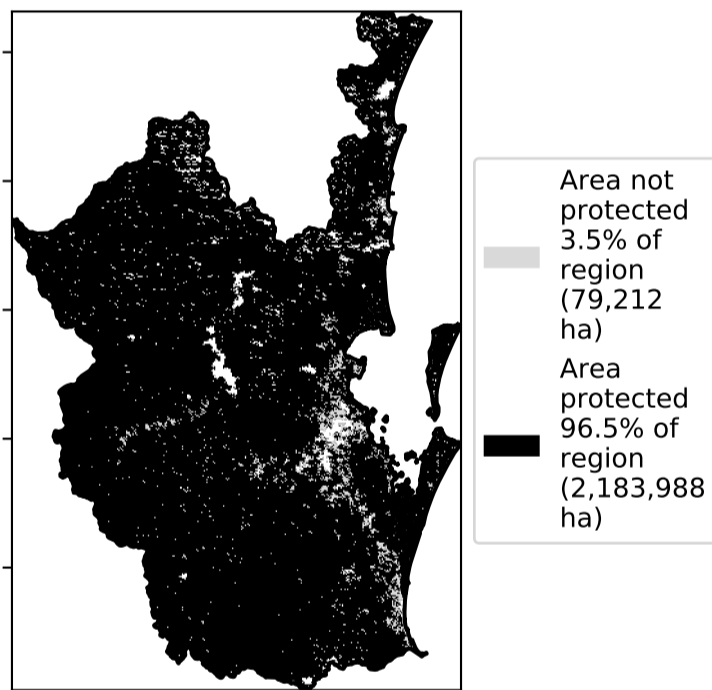 Area not
protected
3.5% of
region
(79,212
ha)
Area
protected
96.5% of
region
(2,183,988
ha)